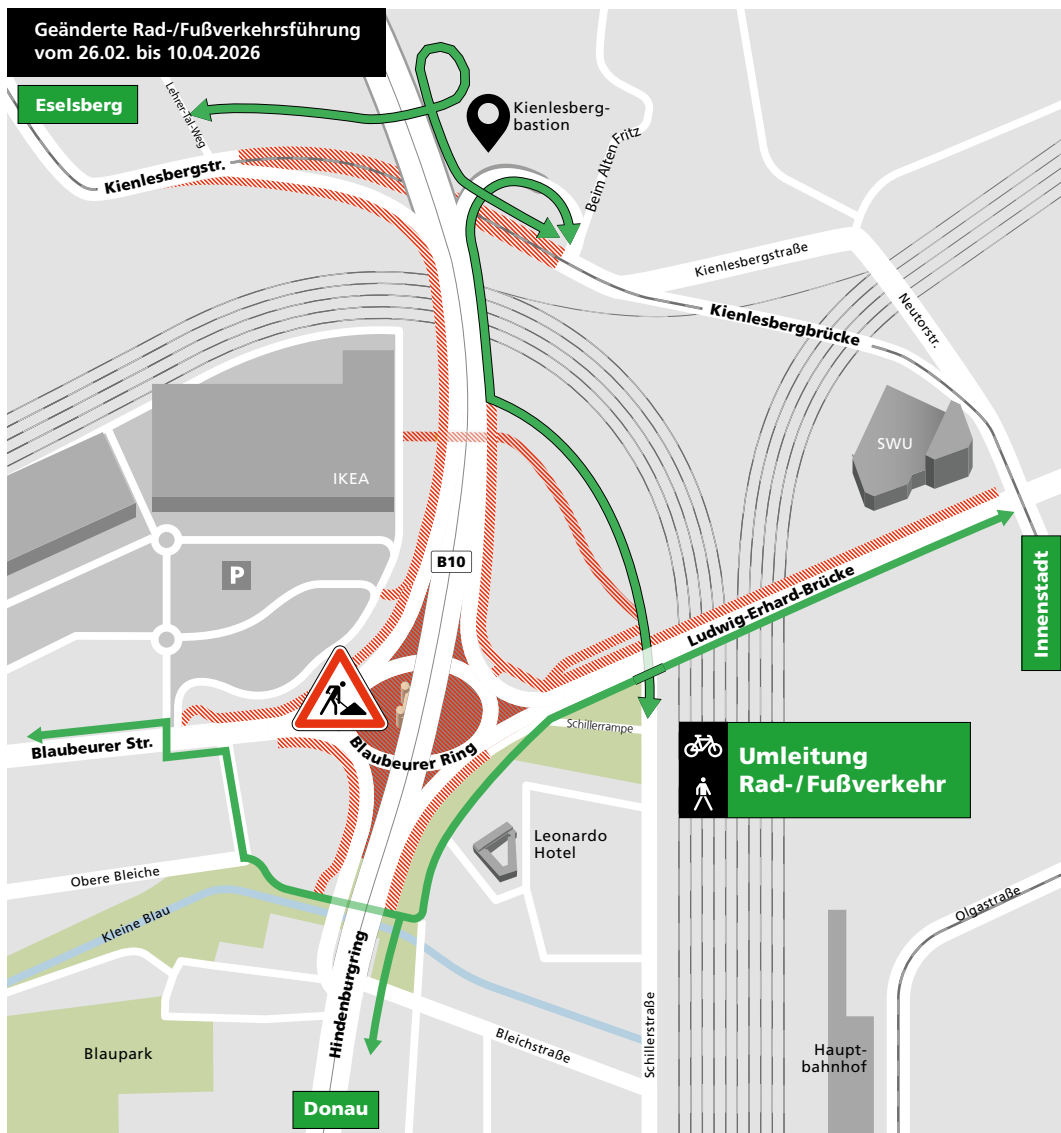 Geänderte Rad-/Fußverkehrsführung
vom 26.02. bis 10.04.2026
Eselsberg
Lehrer-Tal-Weg
Kienlesberg-
bastion
Beim Alten Fritz
Kienlesbergstr.
Kienlesbergstraße
Kienlesbergbrücke
Neutorstr.
SWU
IKEA
P
B10
Ludwig-Erhard-Brücke
Innenstadt
Blaubeurer Str.
Blaubeurer Ring
Schillerrampe
Umleitung
Rad-/Fußverkehr
Leonardo
Hotel
Obere Bleiche
Kleine Blau
Olgastraße
Hindenburgring
Bleichstraße
Schillerstraße
Blaupark
Haupt-
bahnhof
Donau